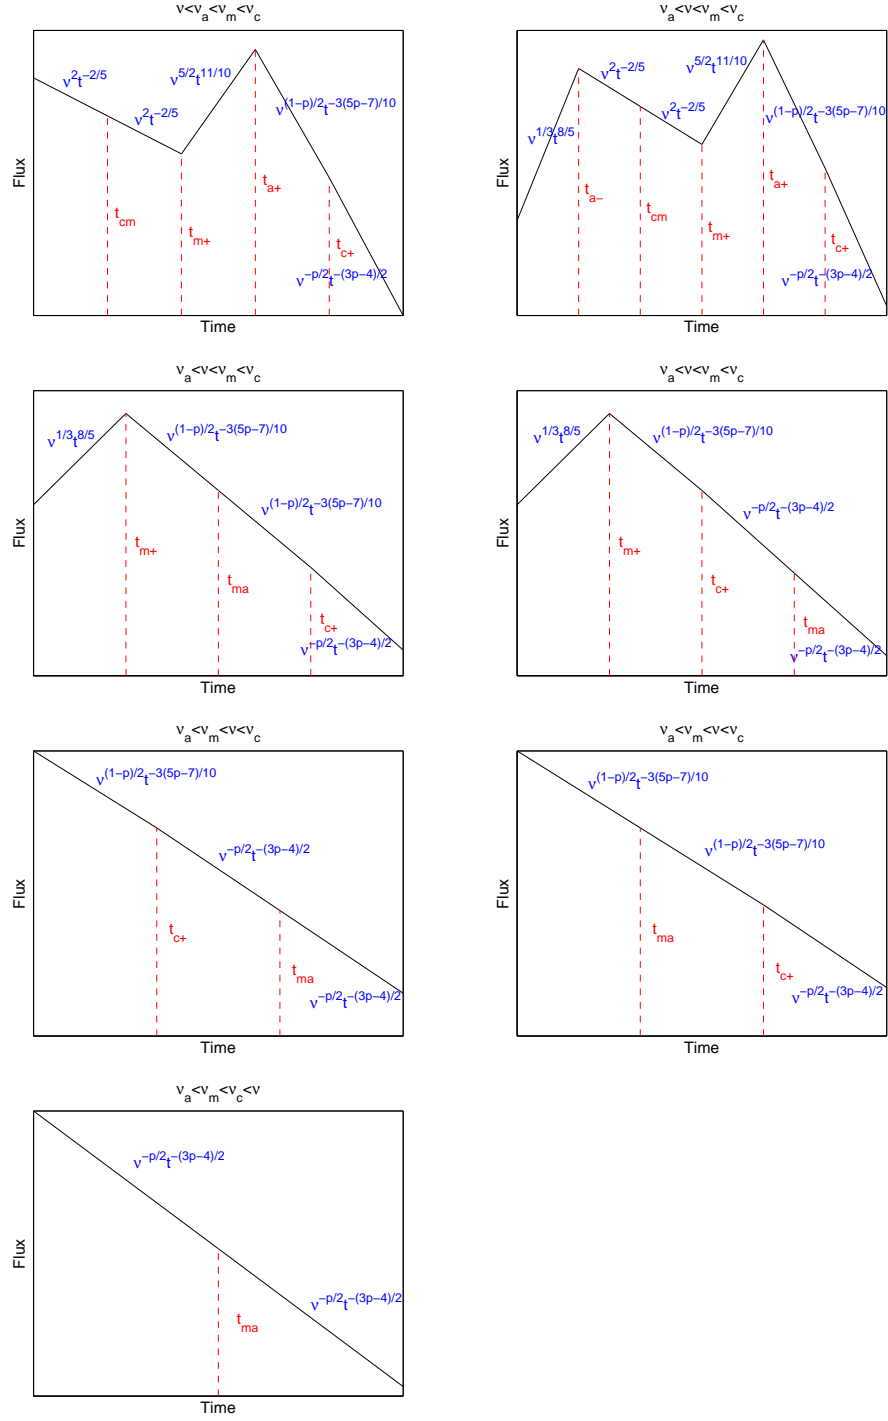 ν<ν_a<ν_m<ν_c
ν^2t^−2/5
ν^2t^−2/5
ν^5/2t^11/10
ν^(1−p)/2t^−3(5p−7)/10
ν^−p/2t^−(3p−4)/2
t_cm
t_m+
t_a+
t_c+
Flux
Time
ν_a<ν<ν_m<ν_c
ν^1/3t^8/5
ν^2t^−2/5
ν^2t^−2/5
ν^5/2t^11/10
ν^(1−p)/2t^−3(5p−7)/10
ν^−p/2t^−(3p−4)/2
t_a−
t_cm
t_m+
t_a+
t_c+
Flux
Time
ν_a<ν<ν_m<ν_c
ν^1/3t^8/5
ν^(1−p)/2t^−3(5p−7)/10
ν^(1−p)/2t^−3(5p−7)/10
ν^−p/2t^−(3p−4)/2
t_m+
t_ma
t_c+
Flux
Time
ν_a<ν<ν_m<ν_c
ν^1/3t^8/5
ν^(1−p)/2t^−3(5p−7)/10
ν^−p/2t^−(3p−4)/2
ν^−p/2t^−(3p−4)/2
t_m+
t_c+
t_ma
Flux
Time
ν_a<ν_m<ν<ν_c
ν^(1−p)/2t^−3(5p−7)/10
ν^−p/2t^−(3p−4)/2
ν^−p/2t^−(3p−4)/2
t_c+
t_ma
Flux
Time
ν_a<ν_m<ν<ν_c
ν^(1−p)/2t^−3(5p−7)/10
ν^(1−p)/2t^−3(5p−7)/10
ν^−p/2t^−(3p−4)/2
t_ma
t_c+
Flux
Time
ν_a<ν_m<ν_c<ν
ν^−p/2t^−(3p−4)/2
ν^−p/2t^−(3p−4)/2
t_ma
Flux
Time